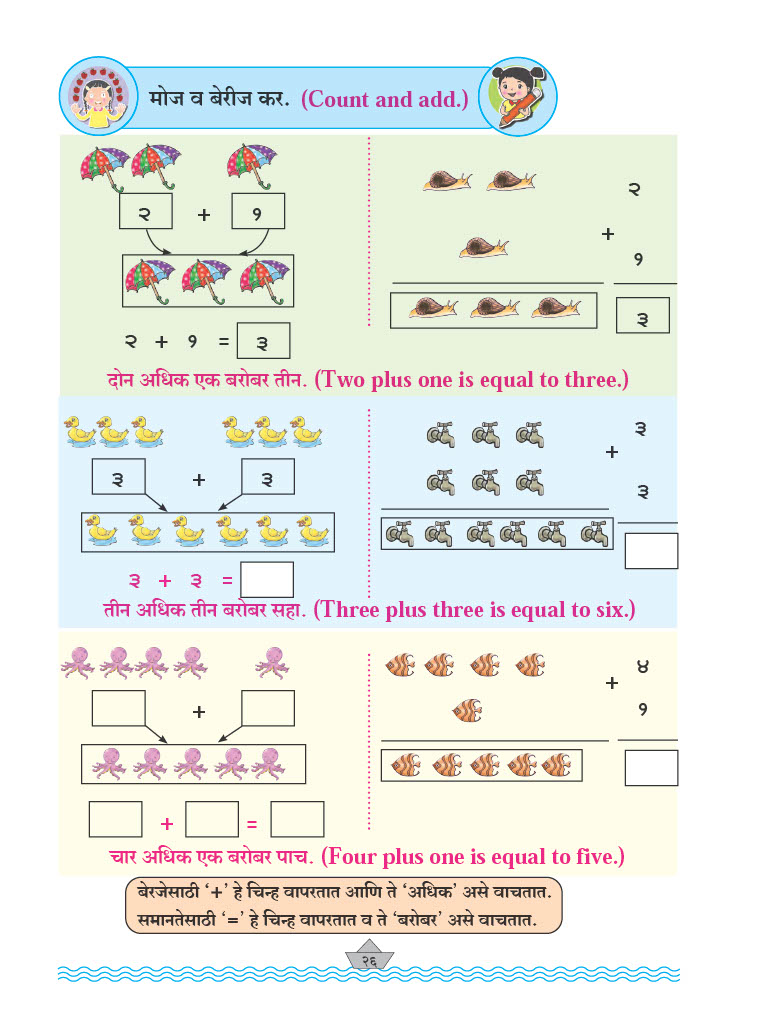 मोज व बेरीज कर. (Count and add.)
२ + १
२ + १ = ३
२
+
१
३
दोन अधिक एक बरोबर तीन. (Two plus one is equal to three.)
३ + ३
३ + ३ =
३
+
३
तीन अधिक तीन बरोबर सहा. (Three plus three is equal to six.)
+
+ =
४
+
१
चार अधिक एक बरोबर पाच. (Four plus one is equal to five.)
बेरजेसाठी ‘+’ हे चिन्ह वापरतात आणि ते ‘अधिक’ असे वाचतात.
समानतेसाठी ‘=’ हे चिन्ह वापरतात व ते ‘बरोबर’ असे वाचतात.
२६